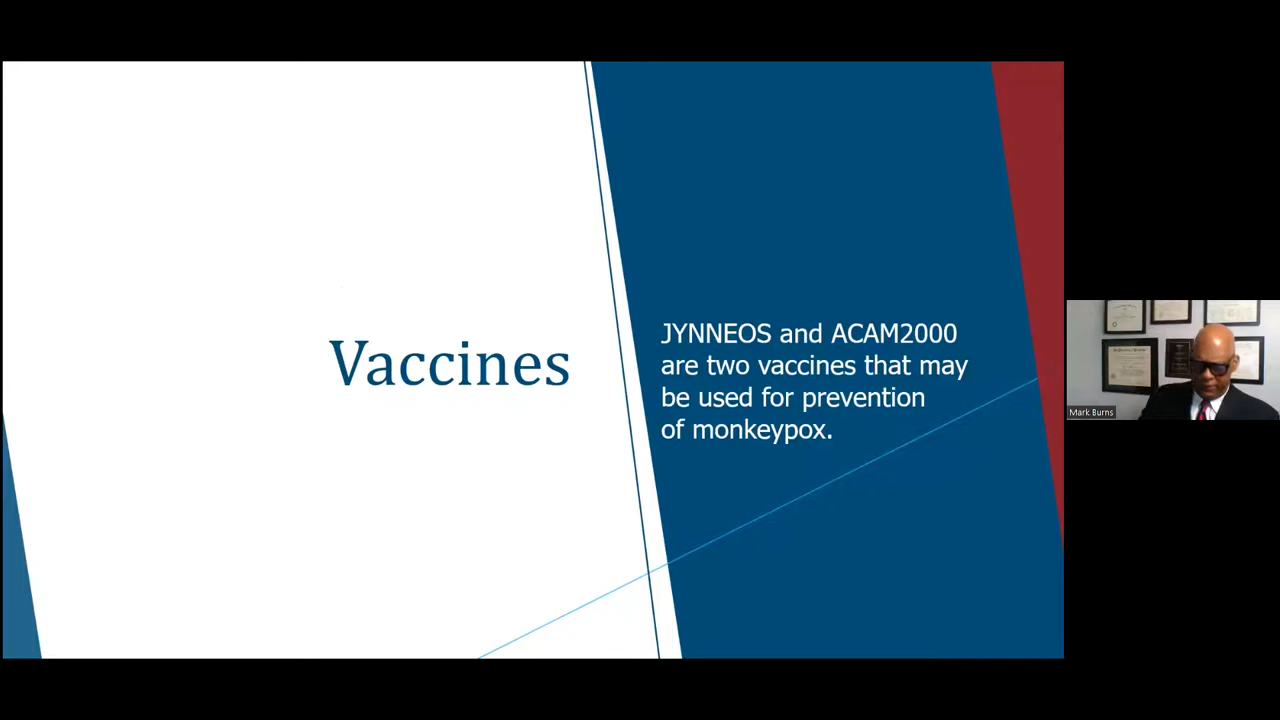 Vaccines
JYNNEOS and ACAM2000
are two vaccines that may
be used for prevention
of monkeypox.
Mark Burns